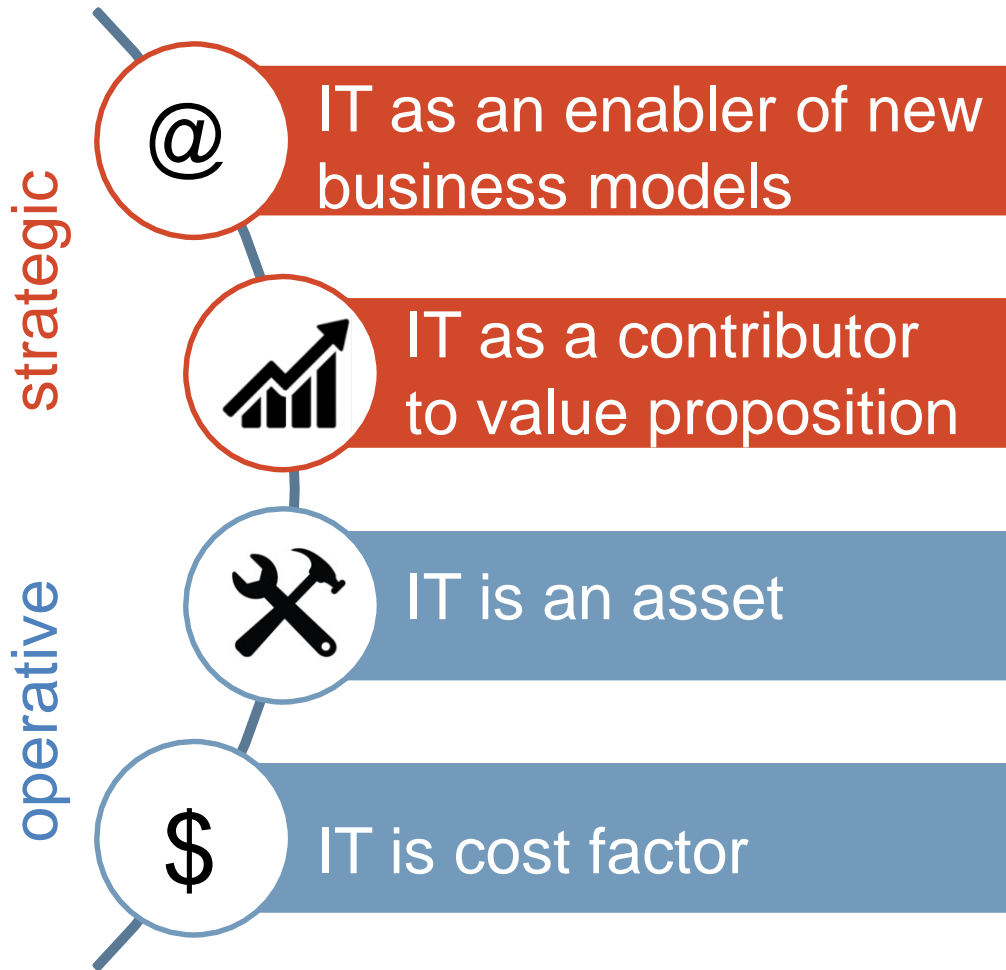 strategic
@
IT as an enabler of new
business models
IT as a contributor
to value proposition
operative
IT is an asset
$
IT is cost factor